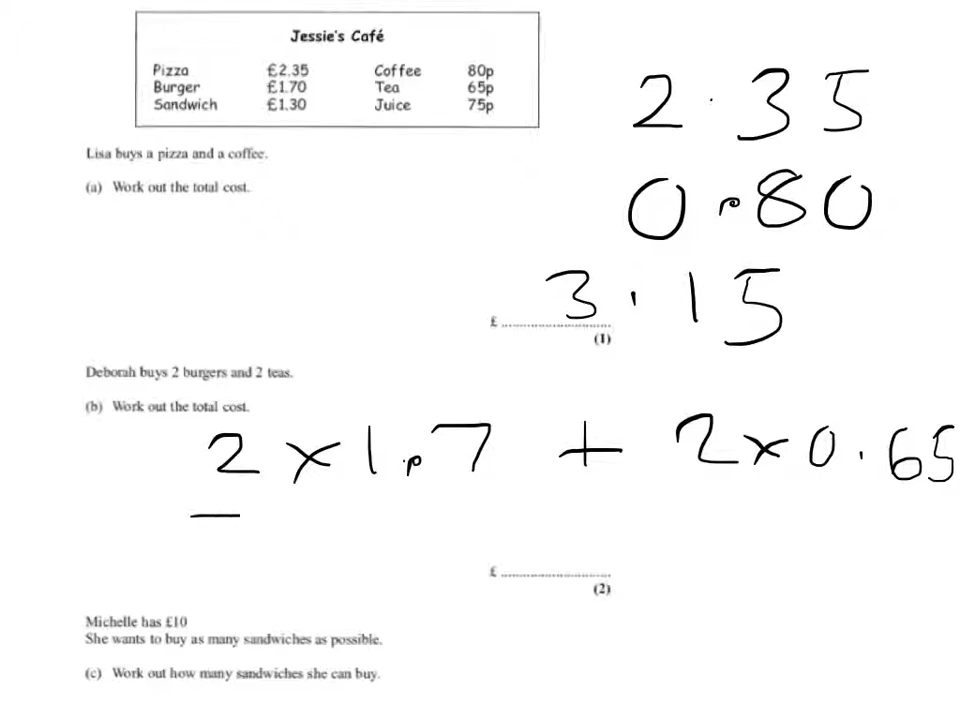 Jessie's Café
Pizza £2.35 Coffee 80p
Burger £1.70 Tea 65p
Sandwich £1.30 Juice 75p
2.35
Lisa buys a pizza and a coffee.
(a) Work out the total cost.
0.80
£ 3.15
(1)
Deborah buys 2 burgers and 2 teas.
(b) Work out the total cost.
2 × 1.7 + 2 × 0.65
£
(2)
Michelle has £10
She wants to buy as many sandwiches as possible.
(c) Work out how many sandwiches she can buy.